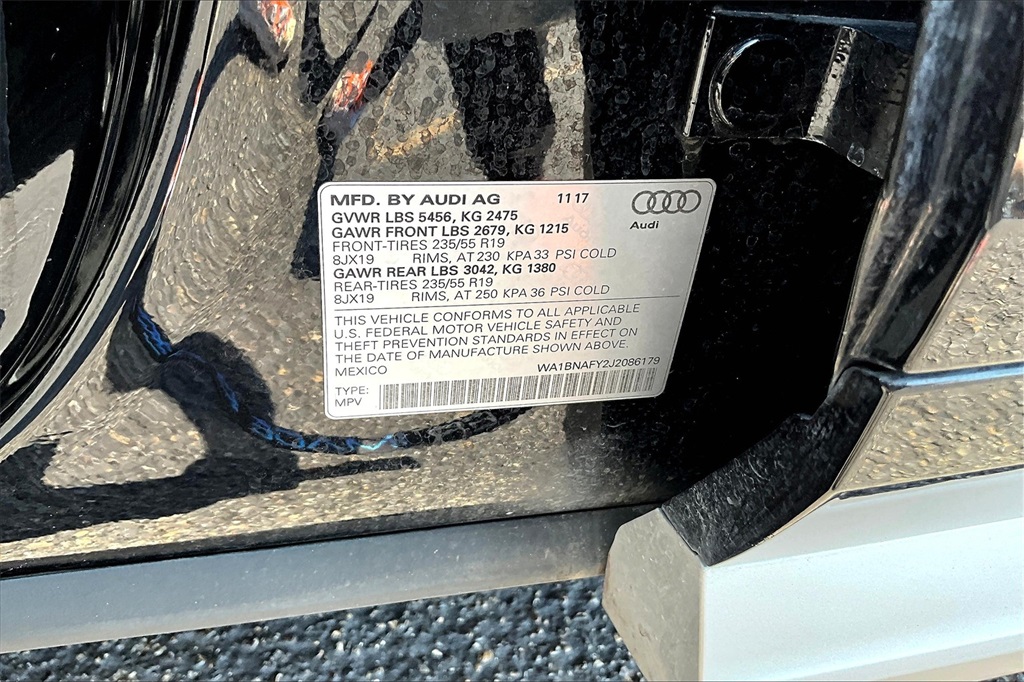 MFD. BY AUDI AG 11 17
Audi
GVWR LBS 5456, KG 2475
GAWR FRONT LBS 2679, KG 1215
FRONT-TIRES 235/55 R19
8JX19 RIMS, AT 230 KPA 33 PSI COLD
GAWR REAR LBS 3042, KG 1380
REAR-TIRES 235/55 R19
8JX19 RIMS, AT 250 KPA 36 PSI COLD
THIS VEHICLE CONFORMS TO ALL APPLICABLE
U.S. FEDERAL MOTOR VEHICLE SAFETY AND
THEFT PREVENTION STANDARDS IN EFFECT ON
THE DATE OF MANUFACTURE SHOWN ABOVE.
MEXICO WA1BNAFY2J2086179
TYPE:
MPV